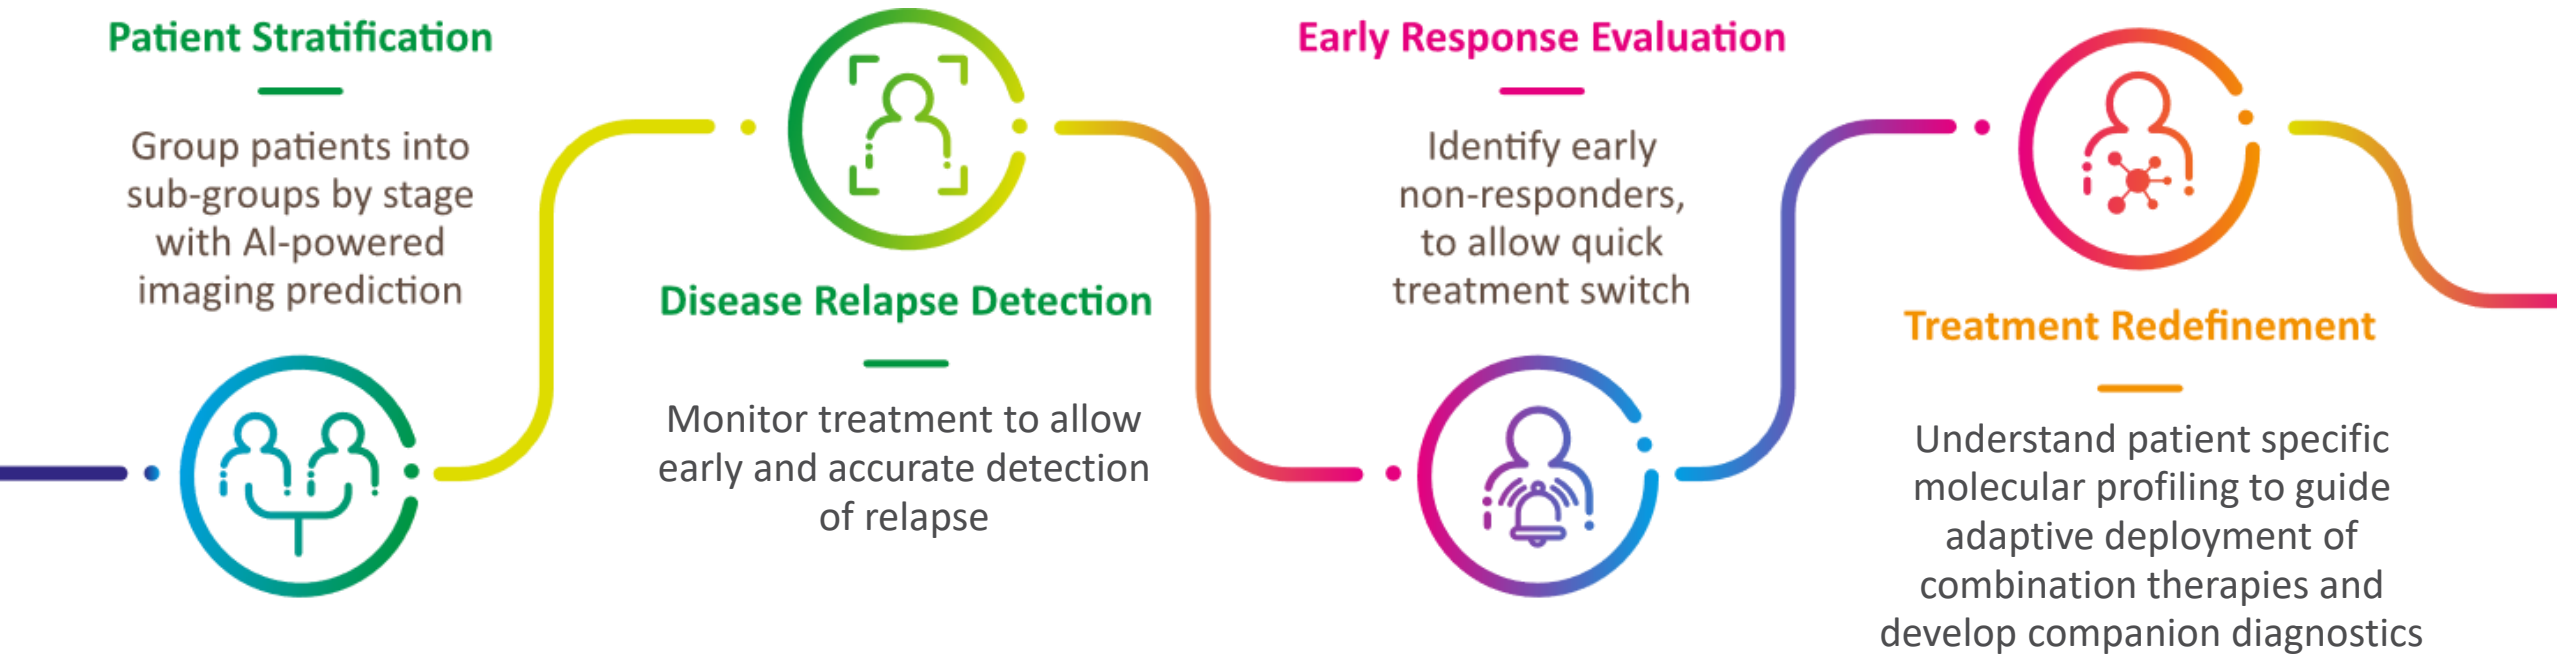 Patient Stratification
Group patients into
sub-groups by stage
with AI-powered
imaging prediction
Disease Relapse Detection
Monitor treatment to allow
early and accurate detection
of relapse
Early Response Evaluation
Identify early
non-responders,
to allow quick
treatment switch
Treatment Redefinement
Understand patient specific
molecular profiling to guide
adaptive deployment of
combination therapies and
develop companion diagnostics